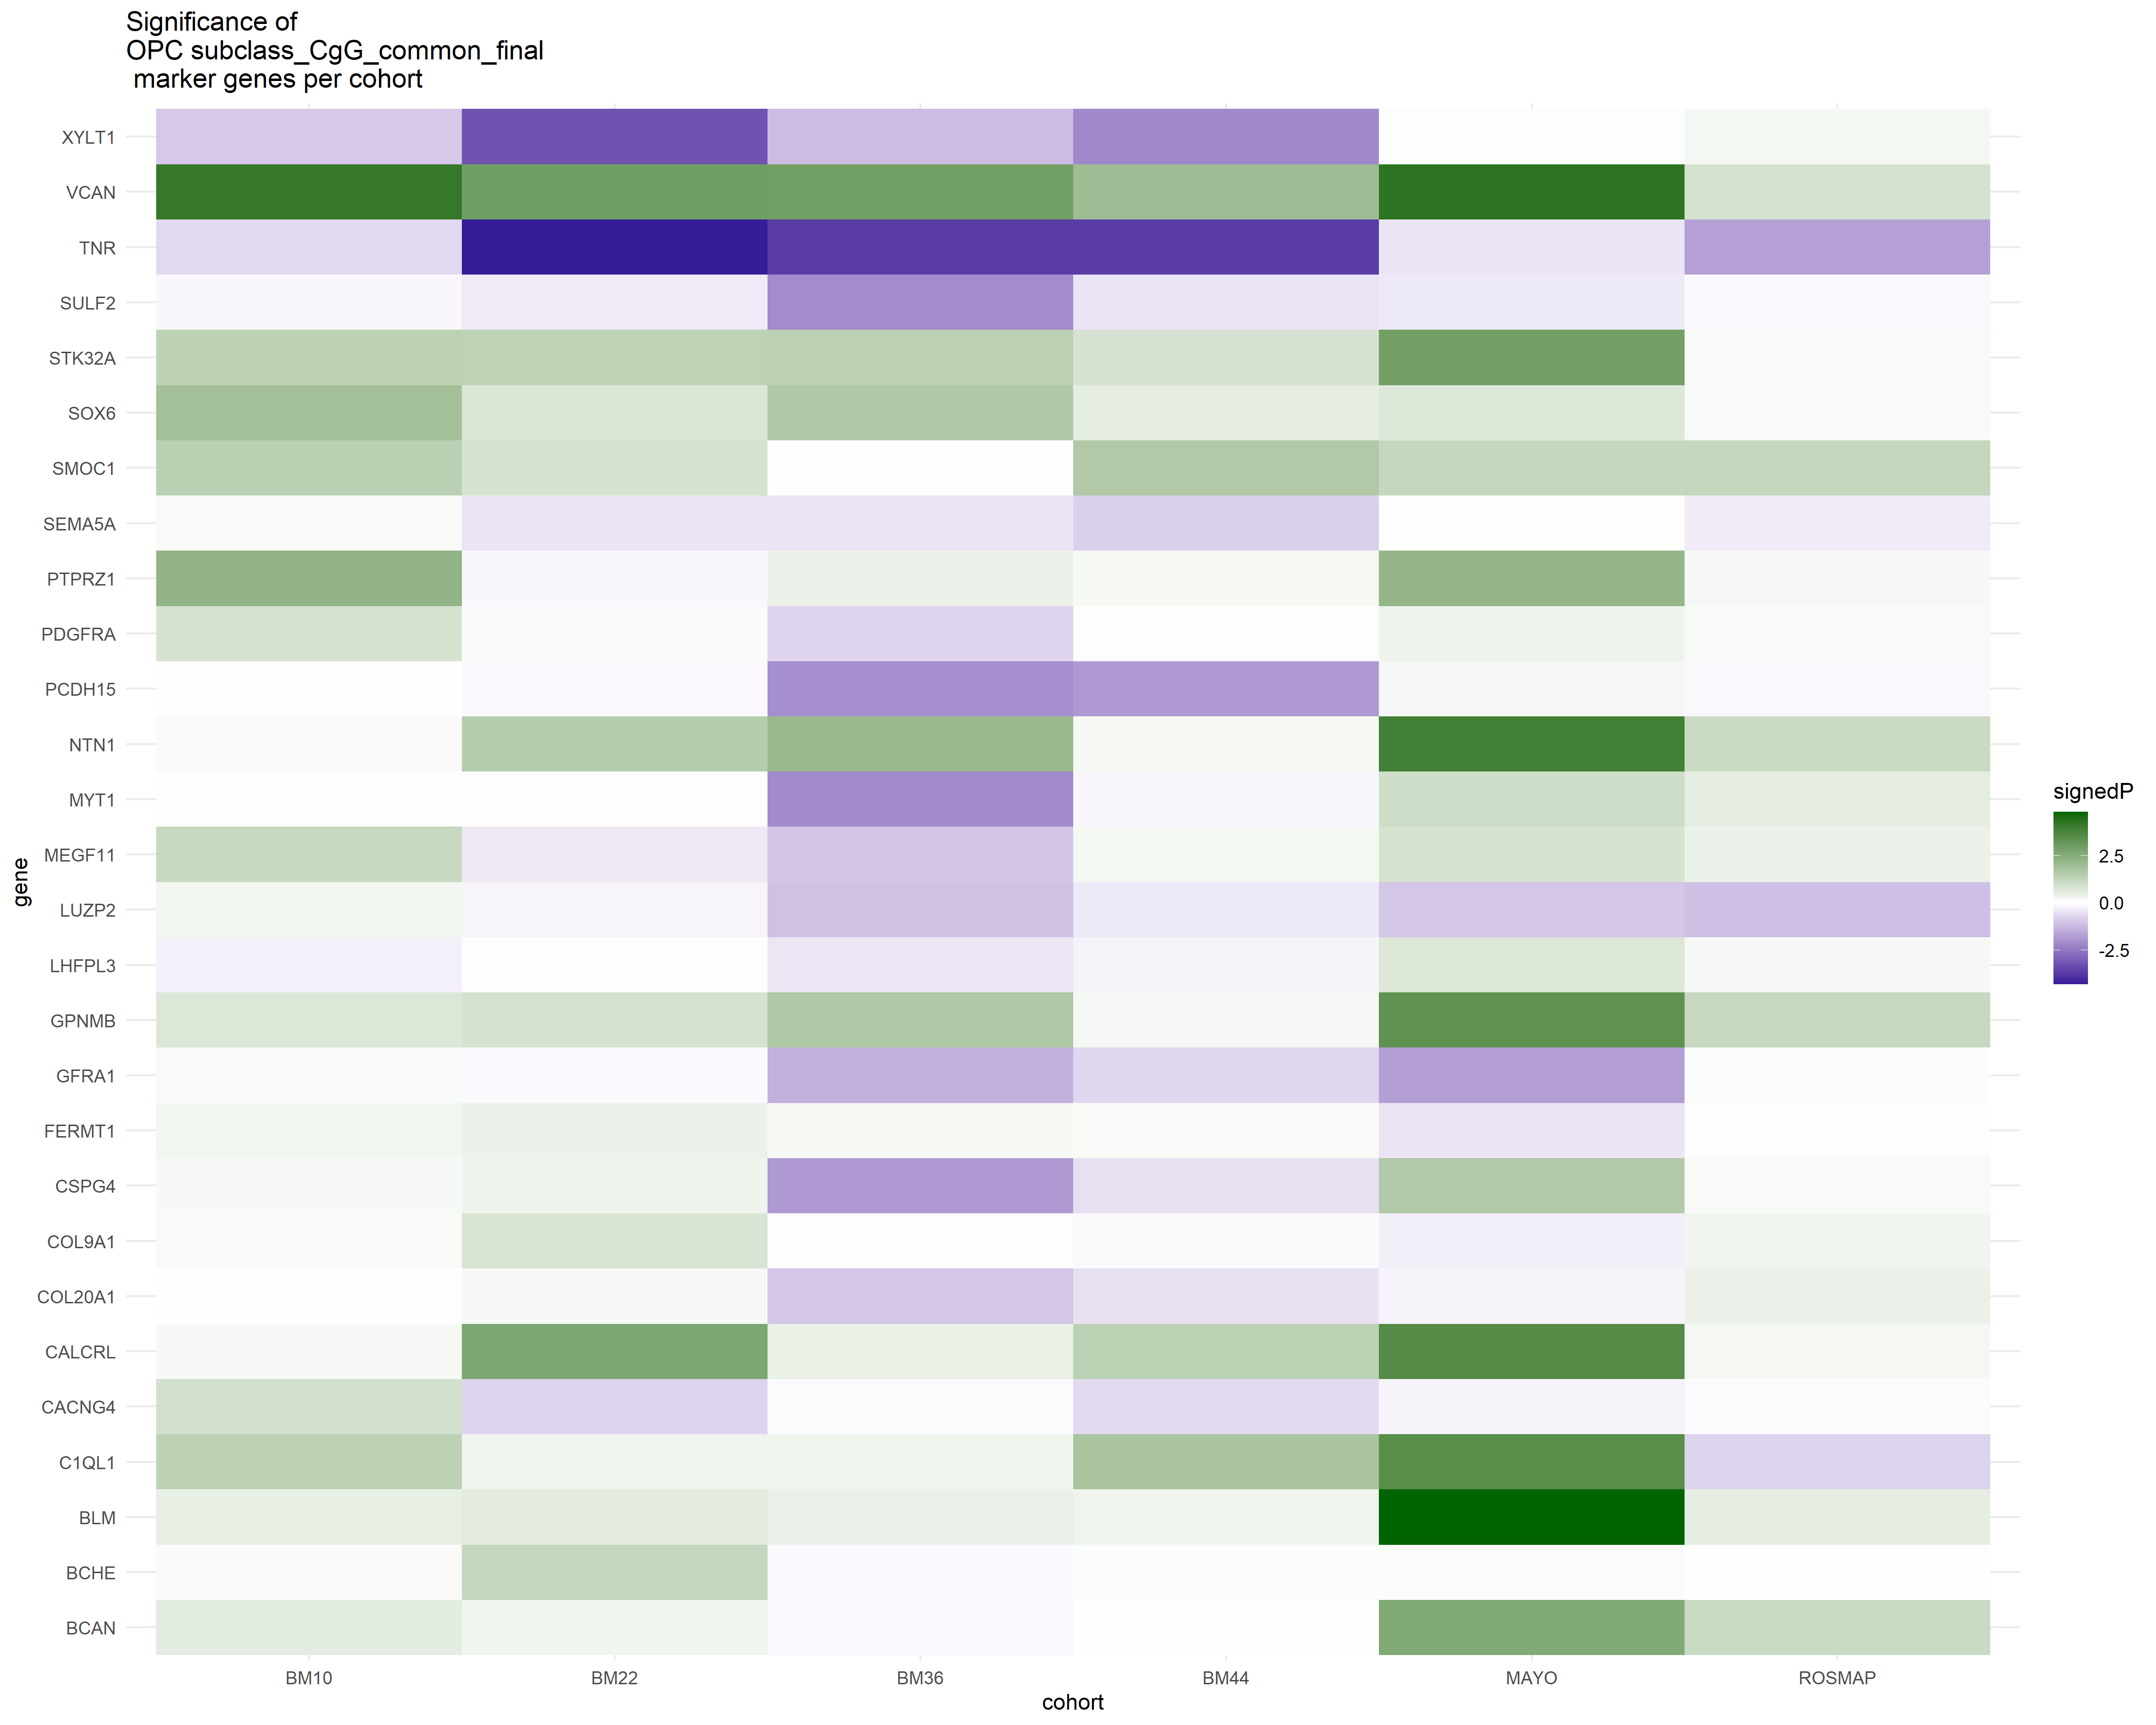 Significance of
OPC subclass_CgG_common_final
marker genes per cohort
XYLT1
VCAN
TNR
SULF2
STK32A
SOX6
SMOC1
SEMA5A
PTPRZ1
PDGFRA
PCDH15
NTN1
MYT1
MEGF11
LUZP2
LHFPL3
GPNMB
GFRA1
FERMT1
CSPG4
COL9A1
COL20A1
CALCRL
CACNG4
C1QL1
BLM
BCHE
BCAN
gene
BM10 BM22 BM36 BM44 MAYO ROSMAP
cohort
signedP
2.5
0.0
-2.5